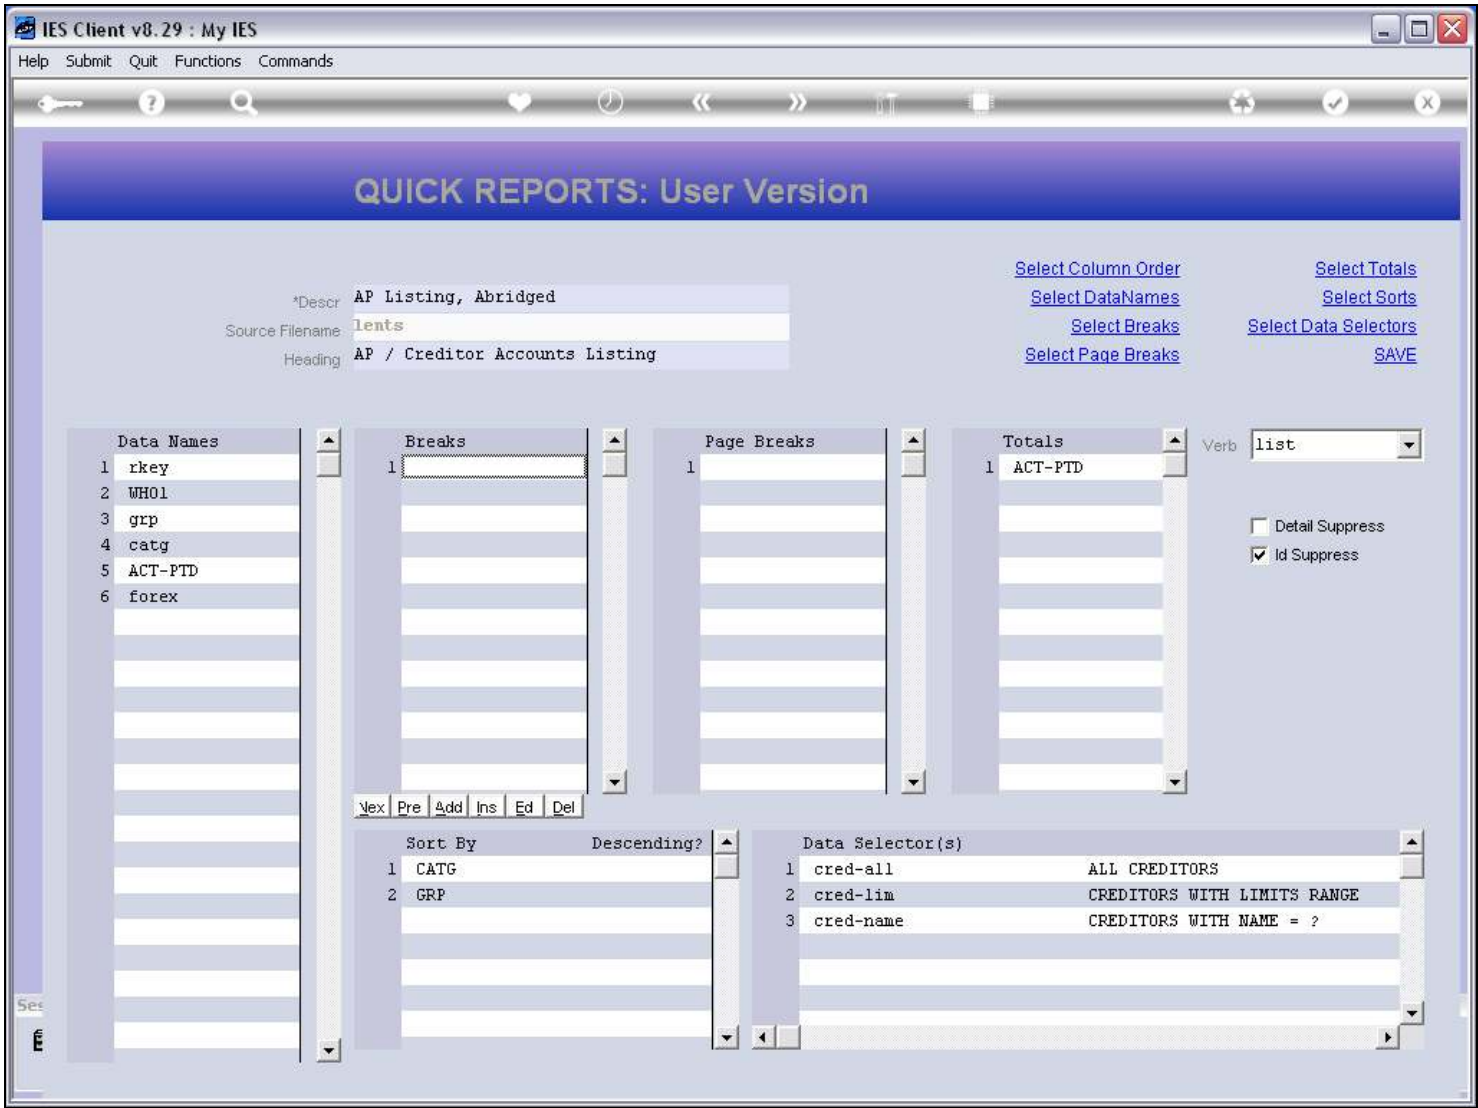 IES Client v8.29 : My IES
Help Submit Quit Functions Commands
QUICK REPORTS: User Version
Select Column Order Select Totals
*Descr AP Listing, Abridged Select DataNames Select Sorts
Source Filename lents Select Breaks Select Data Selectors
Heading AP / Creditor Accounts Listing Select Page Breaks SAVE
Data Names Breaks Page Breaks Totals Verb list
1 rkey 1 1 1 ACT-PTD
2 WHO1
3 grp Detail Suppress
4 catg Id Suppress
5 ACT-PTD
6 forex
Nex Pre Add Ins Ed Del
Sort By Descending? Data Selector(s)
1 CATG 1 cred-all ALL CREDITORS
2 GRP 2 cred-lim CREDITORS WITH LIMITS RANGE
3 cred-name CREDITORS WITH NAME = ?
Ses